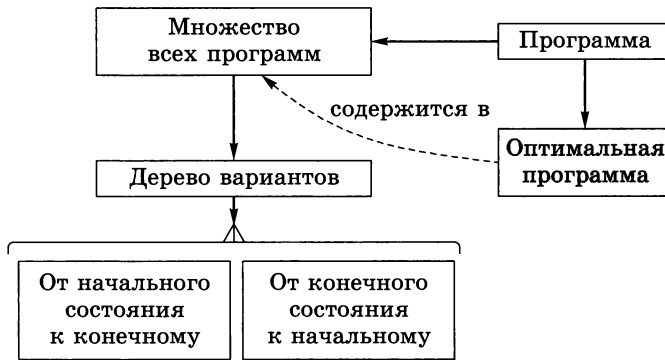 Множество
всех программ
Программа
содержится в
Оптимальная
программа
Дерево вариантов
От начального
состояния
к конечному
От конечного
состояния
к начальному